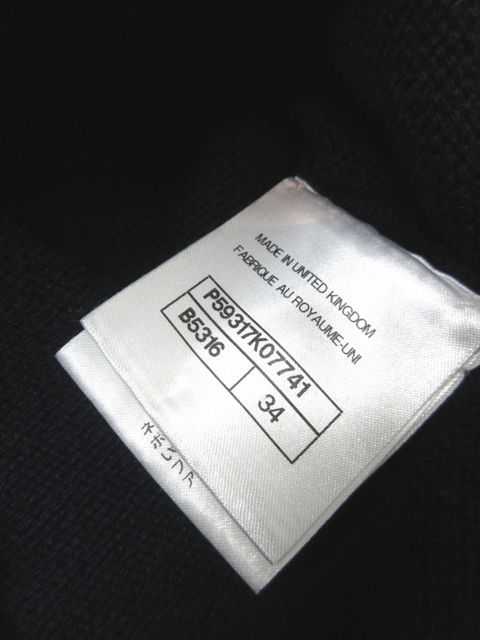 MADE IN UNITED KINGDOM
FABRIQUE AU ROYAUME-UNI
P59317K07741
B5316 34